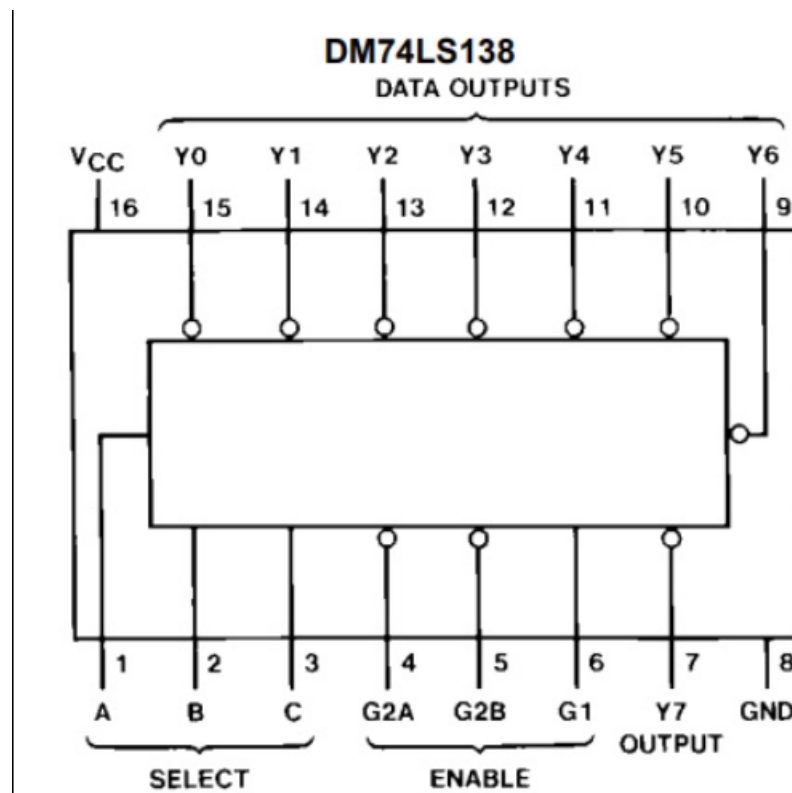 DM74LS138
DATA OUTPUTS
VCC Y0 Y1 Y2 Y3 Y4 Y5 Y6
16 15 14 13 12 11 10 9
1 2 3 4 5 6 7 8
A B C G2A G2B G1 Y7 GND
OUTPUT
SELECT ENABLE